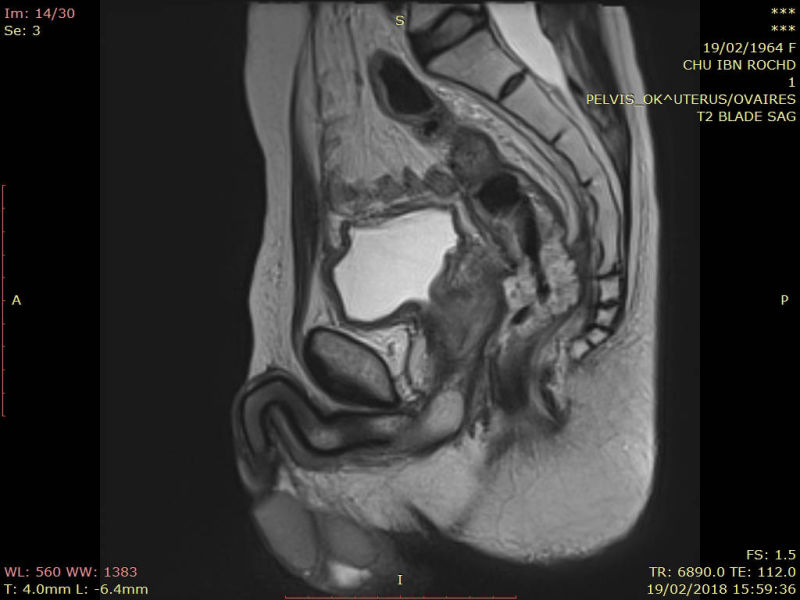 Im: 14/30
Se: 3
S
***
***
19/02/1964 F
CHU IBN ROCHD
1
PELVIS_OK^UTERUS/OVAIRES
T2 BLADE SAG
A
P
WL: 560 WW: 1383
T: 4.0mm L: -6.4mm
I
FS: 1.5
TR: 6890.0 TE: 112.0
19/02/2018 15:59:36